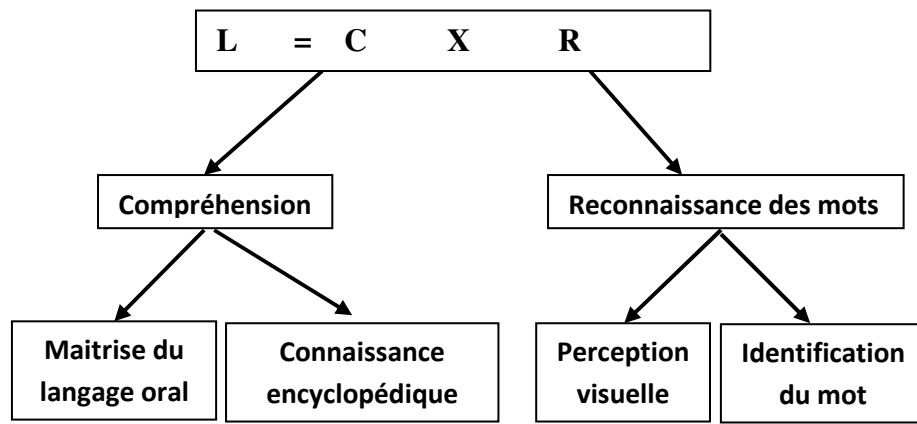 L = C X R
Compréhension
Reconnaissance des mots
Maitrise du
langage oral
Connaissance
encyclopédique
Perception
visuelle
Identification
du mot